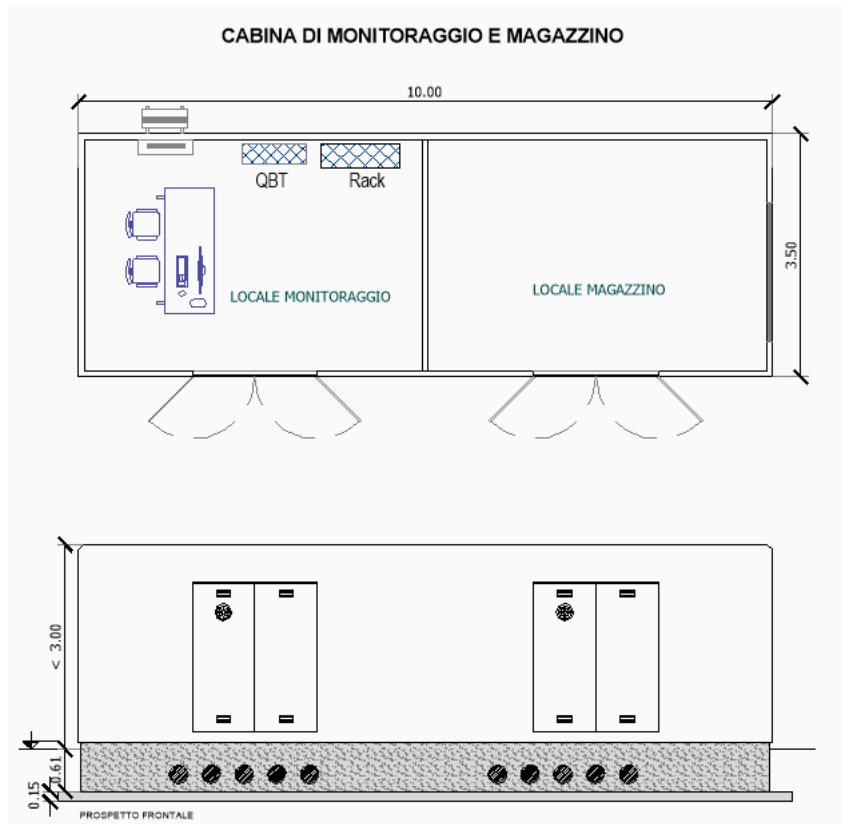 CABINA DI MONITORAGGIO E MAGAZZINO
10.00
QBT
Rack
3.50
LOCALE MONITORAGGIO
LOCALE MAGAZZINO
< 3.00
0.61
0.15
PROSPETTO FRONTALE